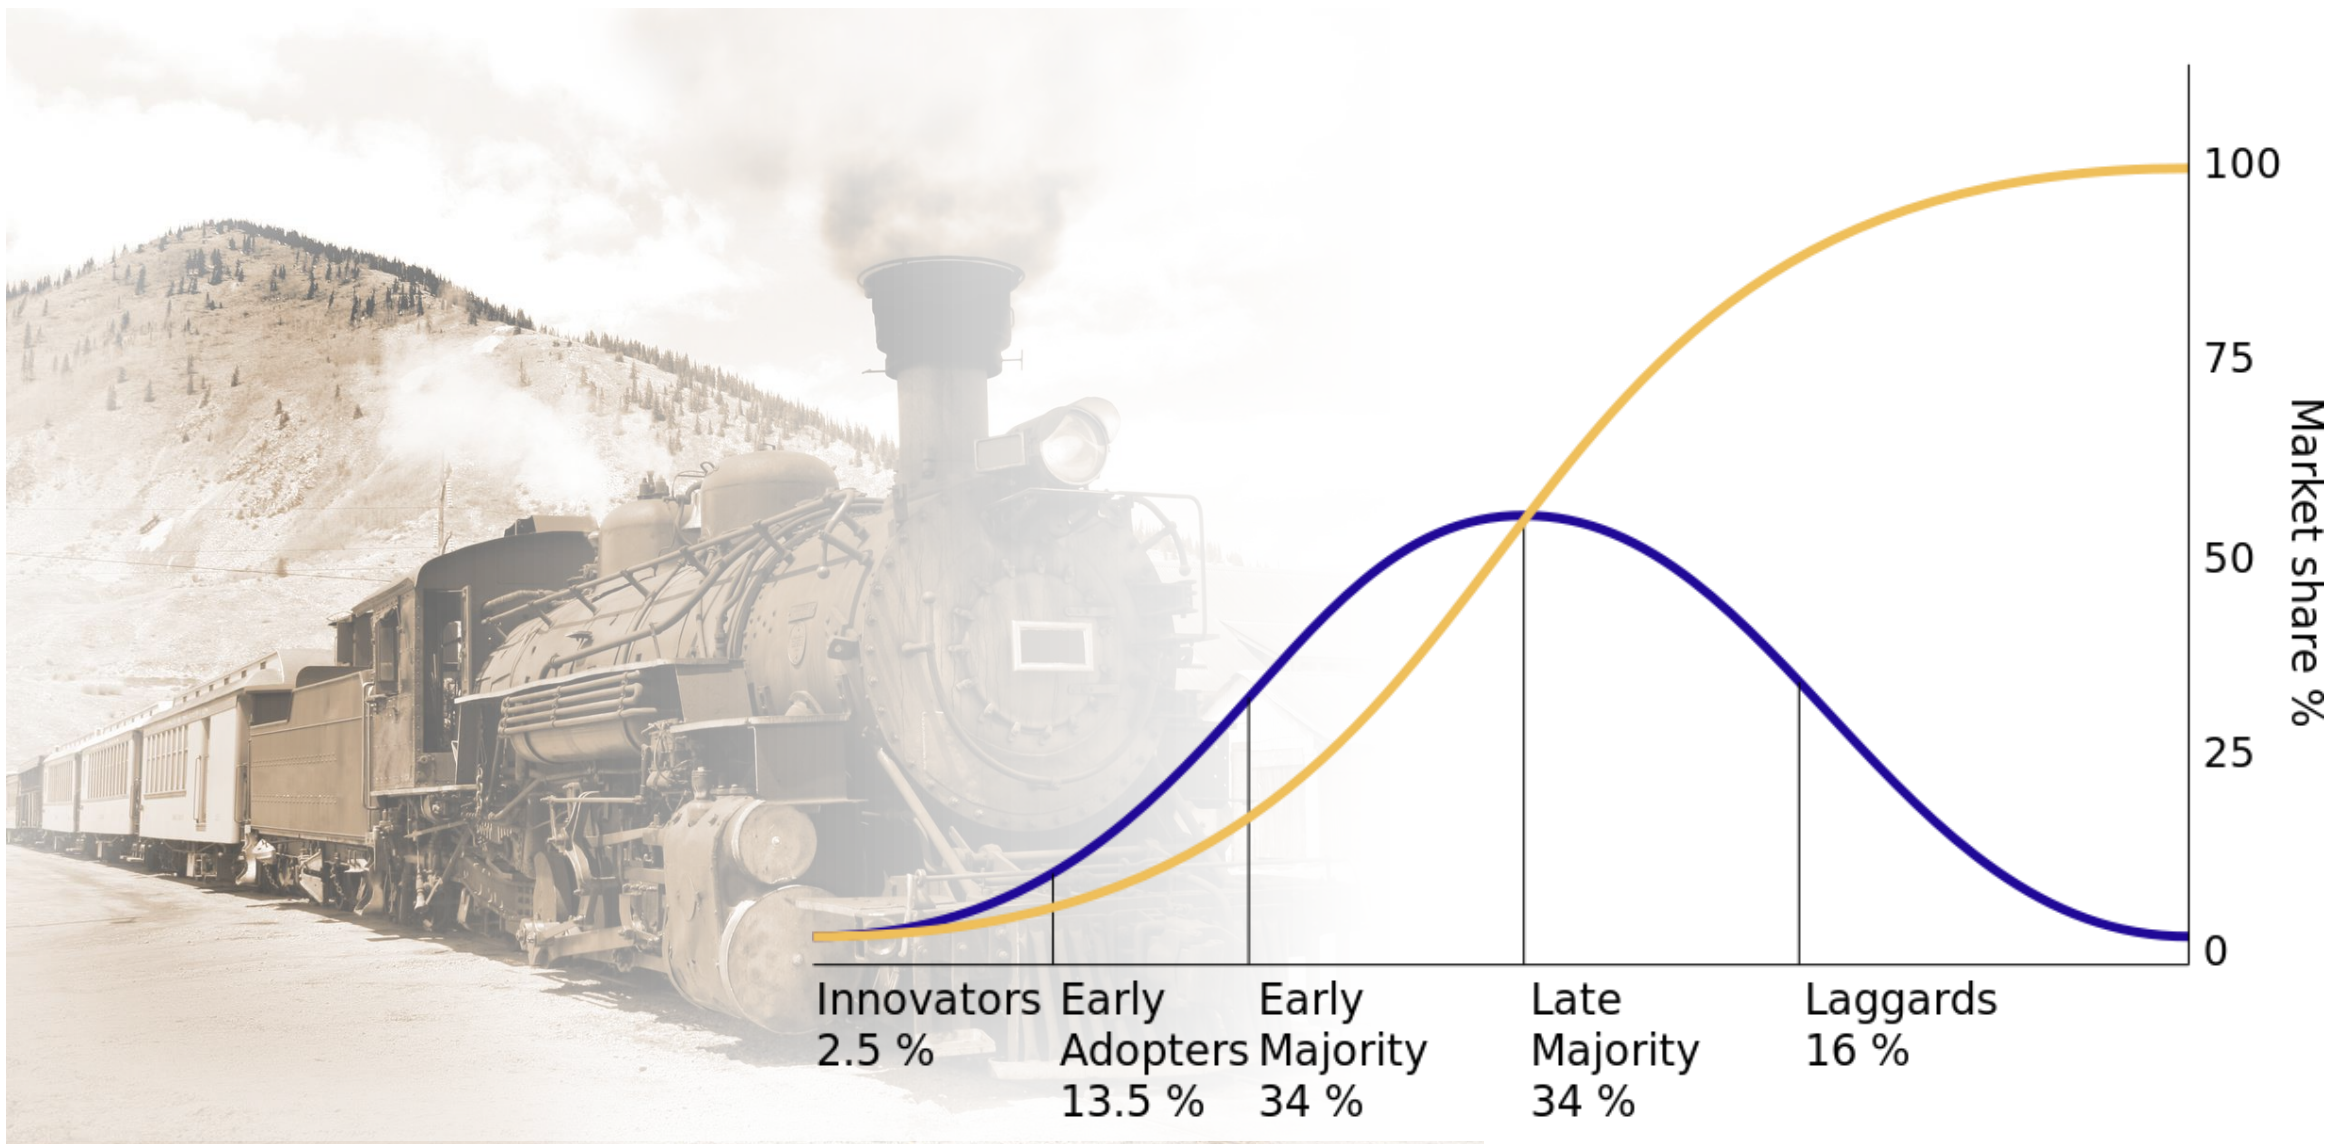 100
75
50
25
0
Market share %
Innovators
2.5 %
Early
Adopters
13.5 %
Early
Majority
34 %
Late
Majority
34 %
Laggards
16 %